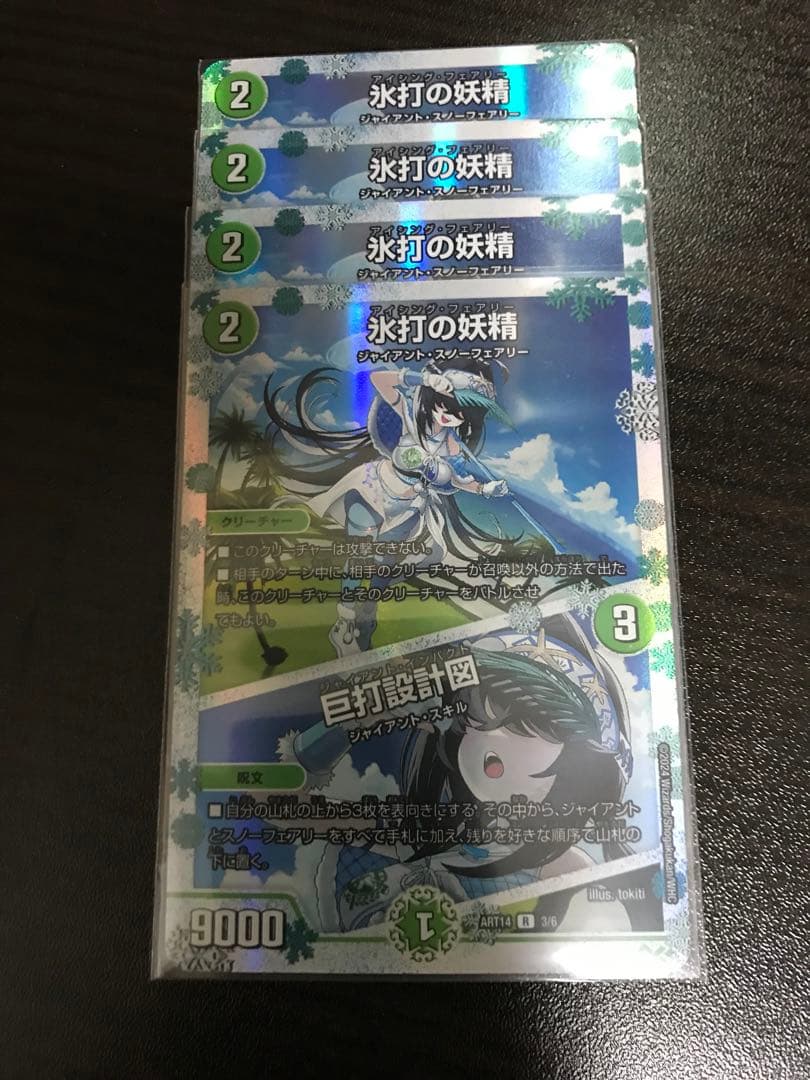 アイシング・フェアリー
2
氷打の妖精
ジャイアント・スノーフェアリー
アイシング・フェアリー
2
氷打の妖精
ジャイアント・スノーフェアリー
アイシング・フェアリー
2
氷打の妖精
ジャイアント・スノーフェアリー
アイシング・フェアリー
2
氷打の妖精
ジャイアント・スノーフェアリー
クリーチャー
■このクリーチャーは攻撃できない。
■相手のターン中に、相手のクリーチャーが召喚以外の方法で出た
時、このクリーチャーとそのクリーチャーをバトルさせ
てもよい。
3
ジャイアント・インパクト
巨打設計図
ジャイアント・スキル
呪文
■自分の山札の上から3枚を表向きにする。その中から、ジャイアント
とスノーフェアリーをすべて手札に加え、残りを好きな順序で山札の
下に置く。
©2024 Wizards/Shogakukan/WHC
illus. tokiti
9000
1
ART14 R 3/6